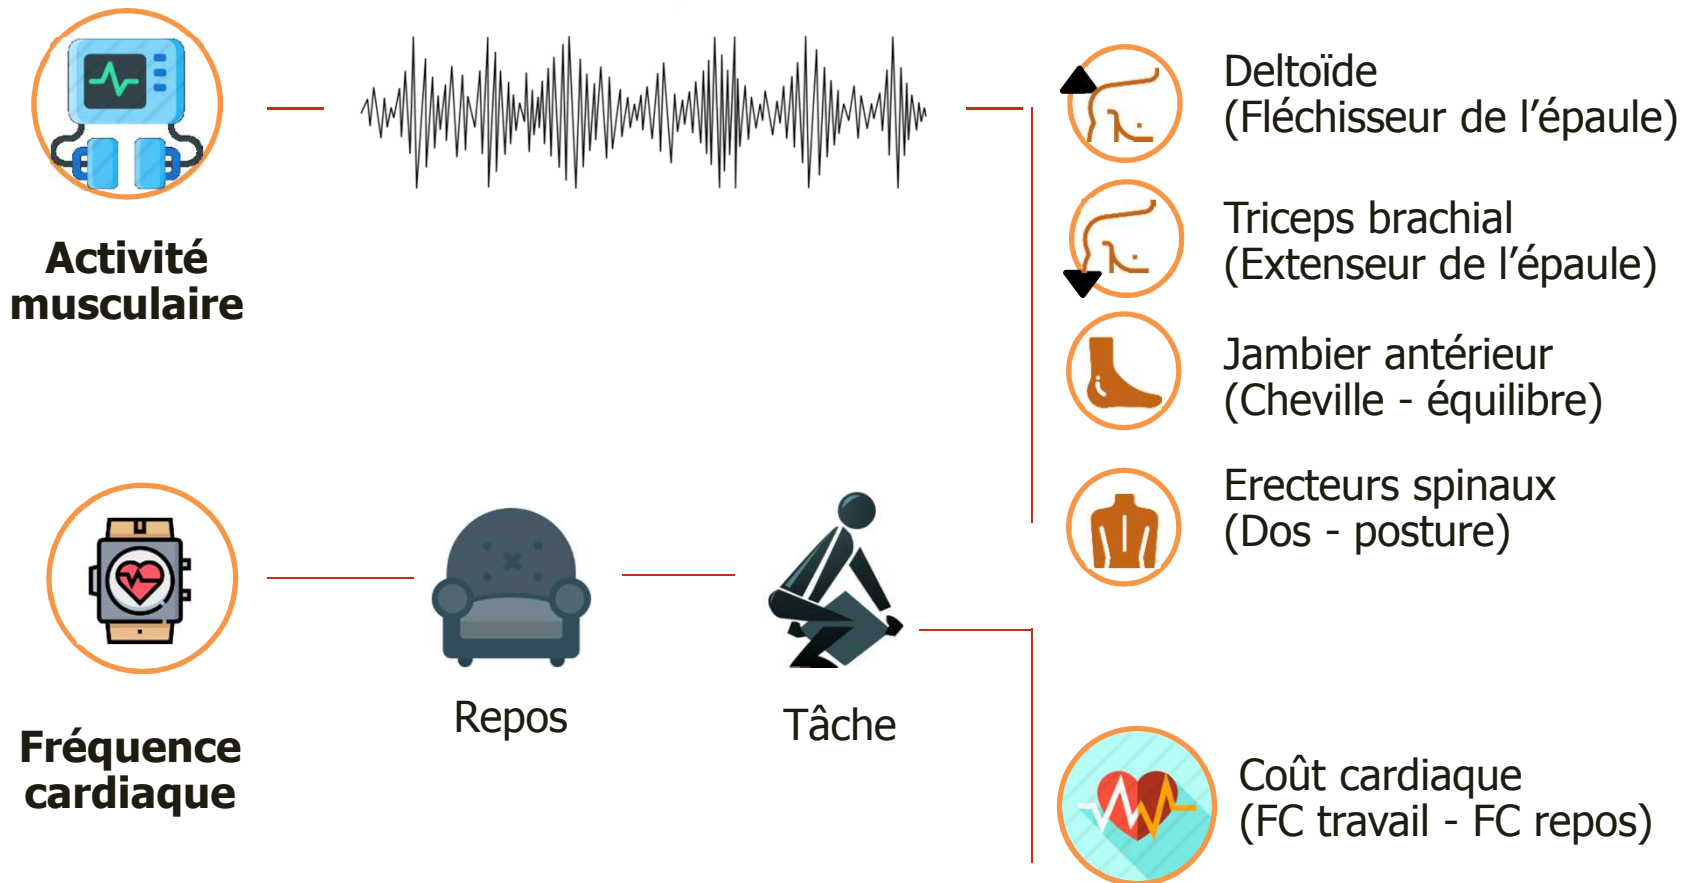 Activité
musculaire
Deltoïde
(Fléchisseur de l’épaule)
Triceps brachial
(Extenseur de l’épaule)
Jambier antérieur
(Cheville - équilibre)
Erecteurs spinaux
(Dos - posture)
Fréquence
cardiaque
Repos
Tâche
Coût cardiaque
(FC travail - FC repos)